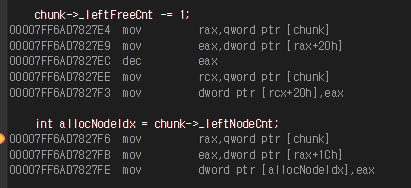 chunk->_leftFreeCnt -= 1;
00007FF6AD7827E4 mov rax,qword ptr [chunk]
00007FF6AD7827E9 mov eax,dword ptr [rax+20h]
00007FF6AD7827EC dec eax
00007FF6AD7827EE mov rcx,qword ptr [chunk]
00007FF6AD7827F3 mov dword ptr [rcx+20h],eax
int allocNodeIdx = chunk->_leftNodeCnt;
00007FF6AD7827F6 mov rax,qword ptr [chunk]
00007FF6AD7827FB mov eax,dword ptr [rax+1Ch]
00007FF6AD7827FE mov dword ptr [allocNodeIdx],eax